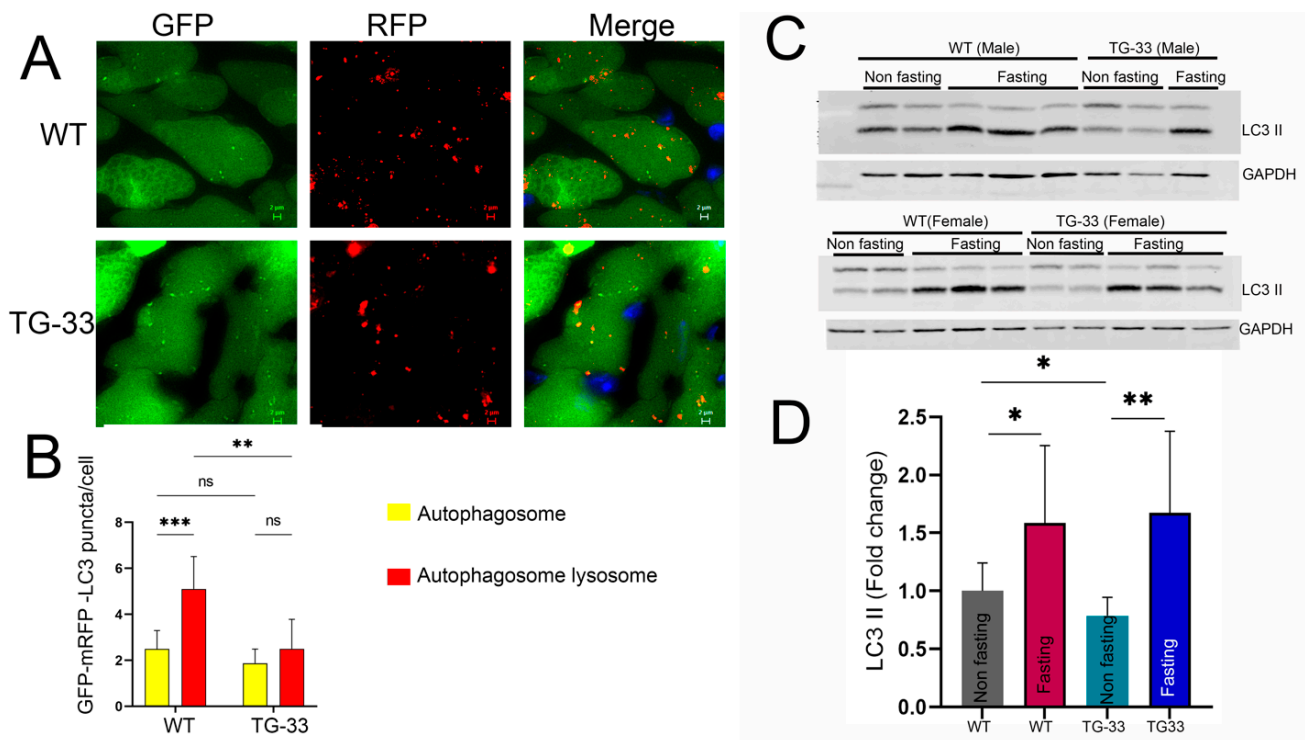 A
GFP
RFP
Merge
WT
2 µm
2 µm
2 µm
TG-33
2 µm
2 µm
2 µm
B
GFP-mRFP -LC3 puncta/cell
8
6
4
2
0
***
ns
**
ns
WT
TG-33
Autophagosome
Autophagosome lysosome
C
WT (Male)
TG-33 (Male)
Non fasting
Fasting
Non fasting
Fasting
LC3 II
GAPDH
WT(Female)
TG-33 (Female)
Non fasting
Fasting
Non fasting
Fasting
LC3 II
GAPDH
D
LC3 II (Fold change)
2.5
2.0
1.5
1.0
0.5
0.0
*
*
**
Non fasting
Fasting
Non fasting
Fasting
WT
WT
TG-33
TG33